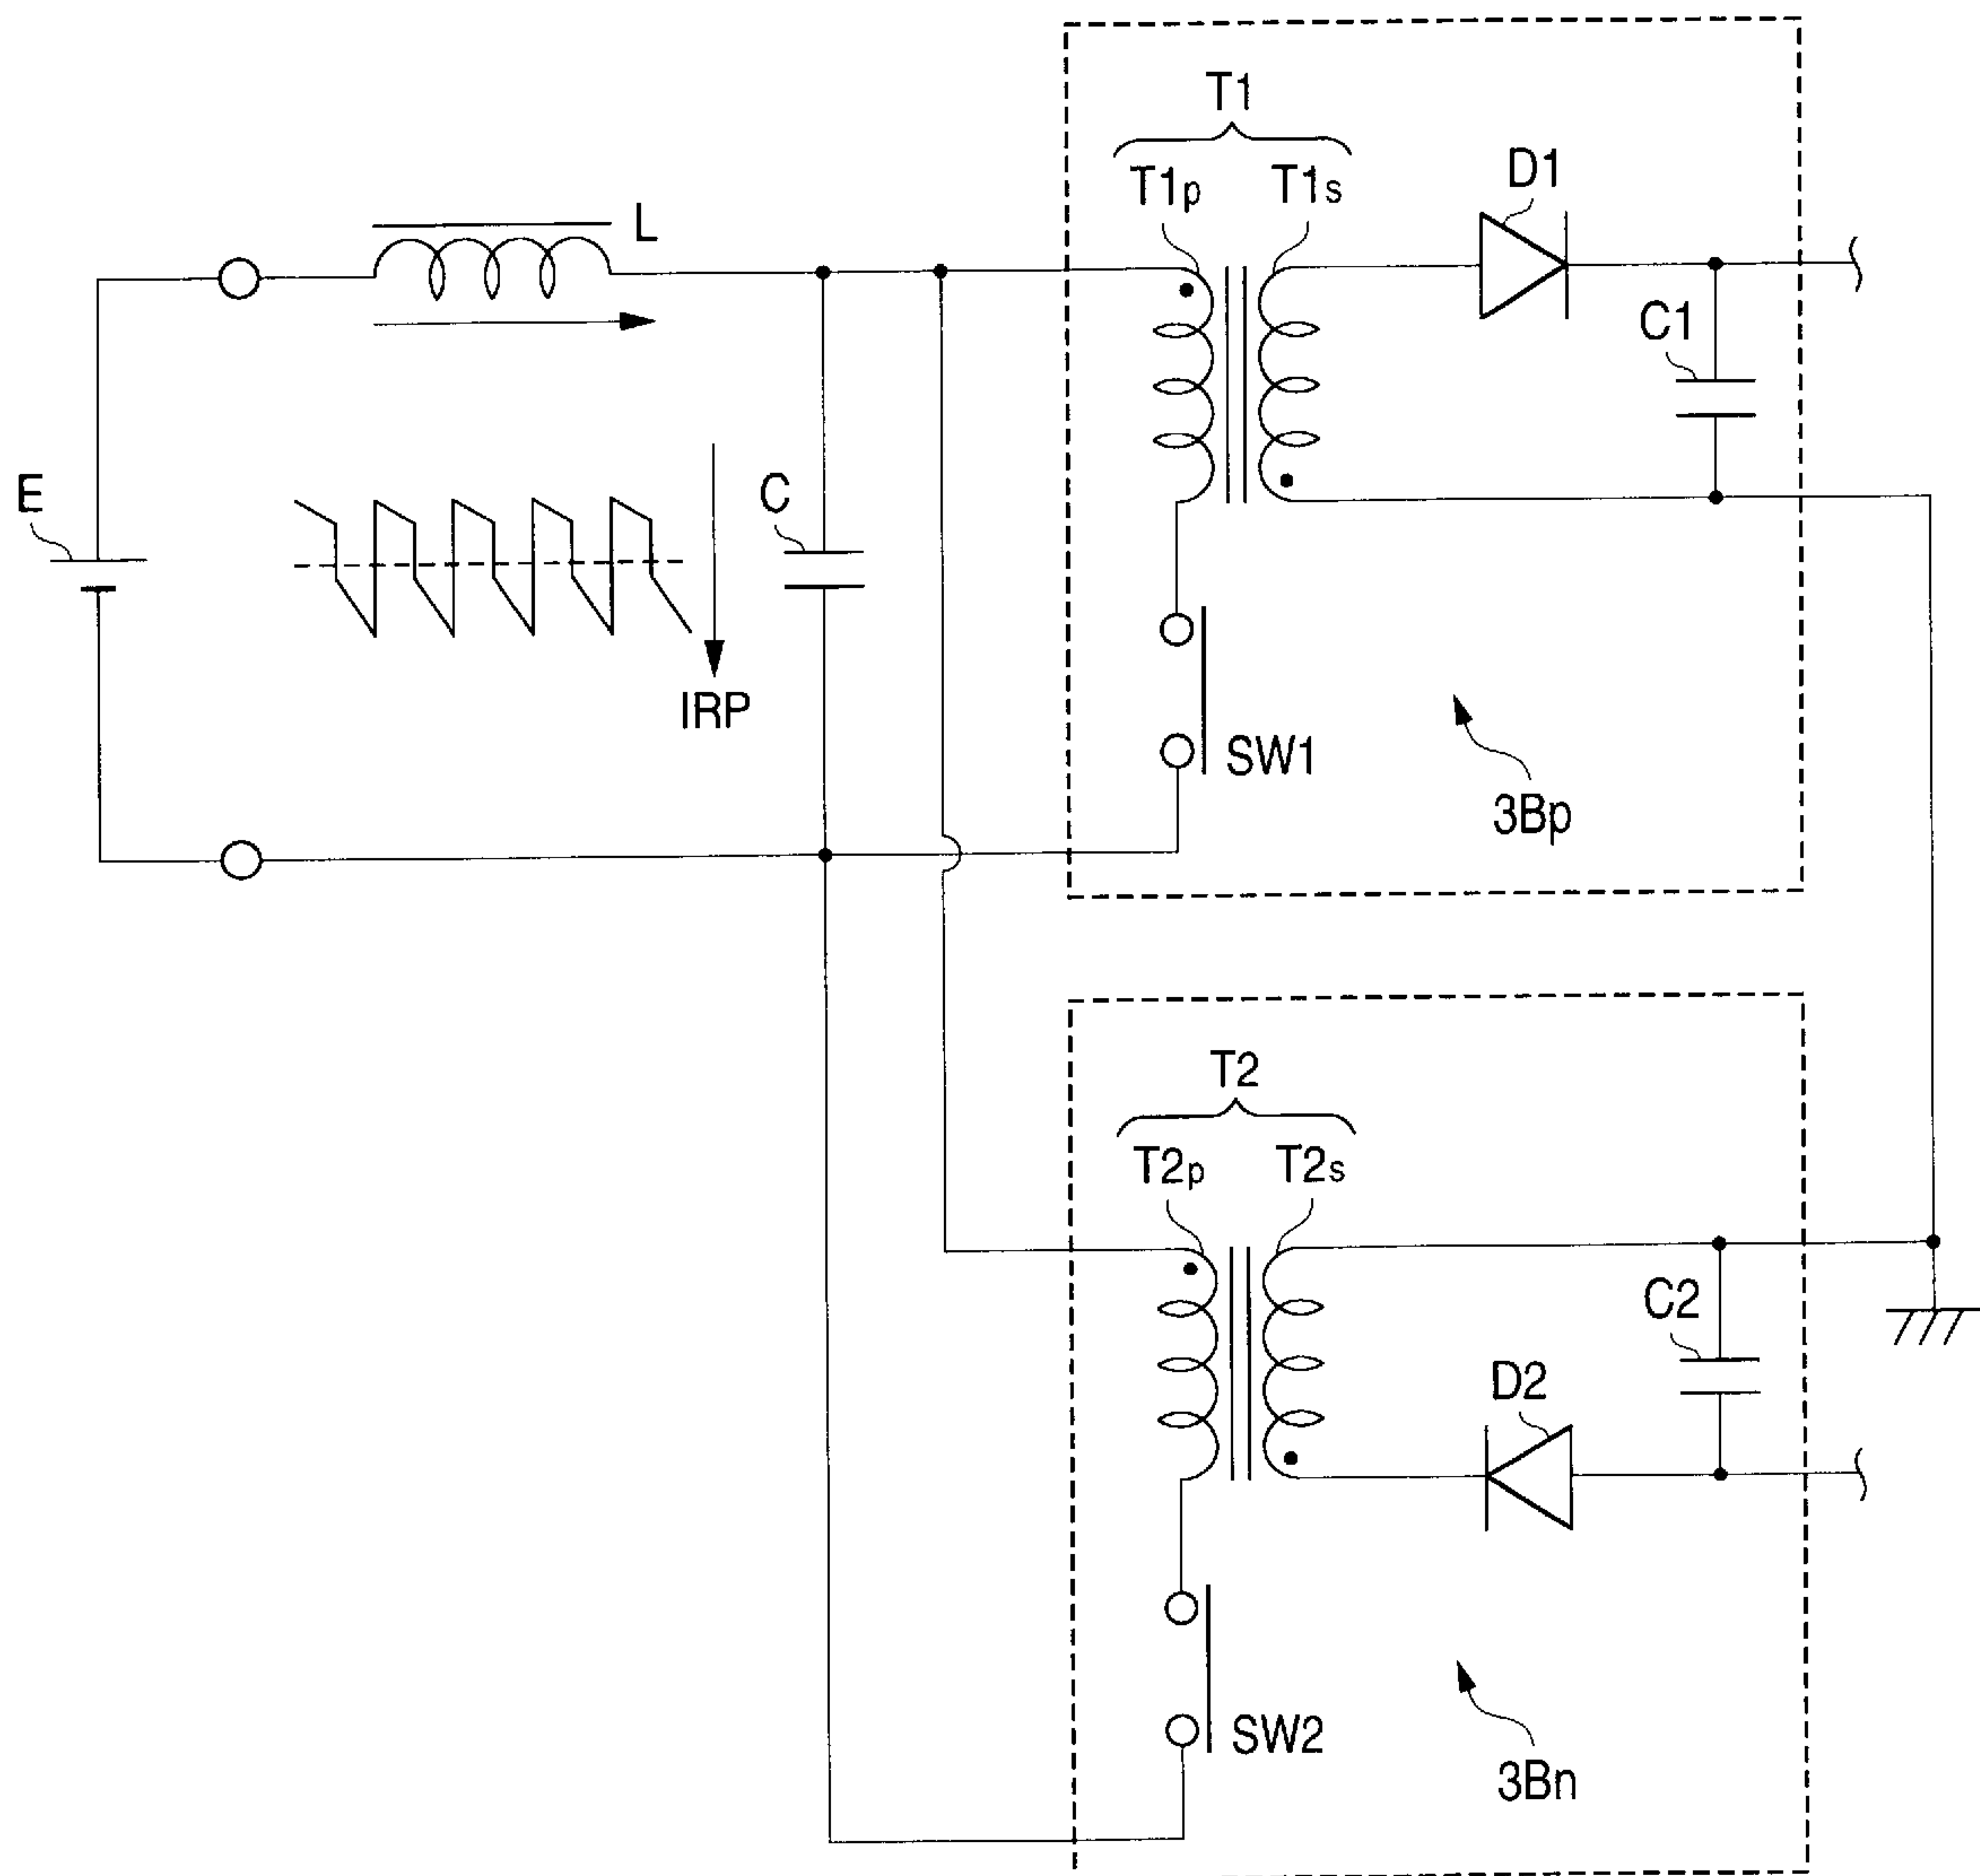 T1
T1p T1s
D1
L
C1
E
C
IRP
SW1
3Bp
T2
T2p T2s
C2
D2
SW2
3Bn